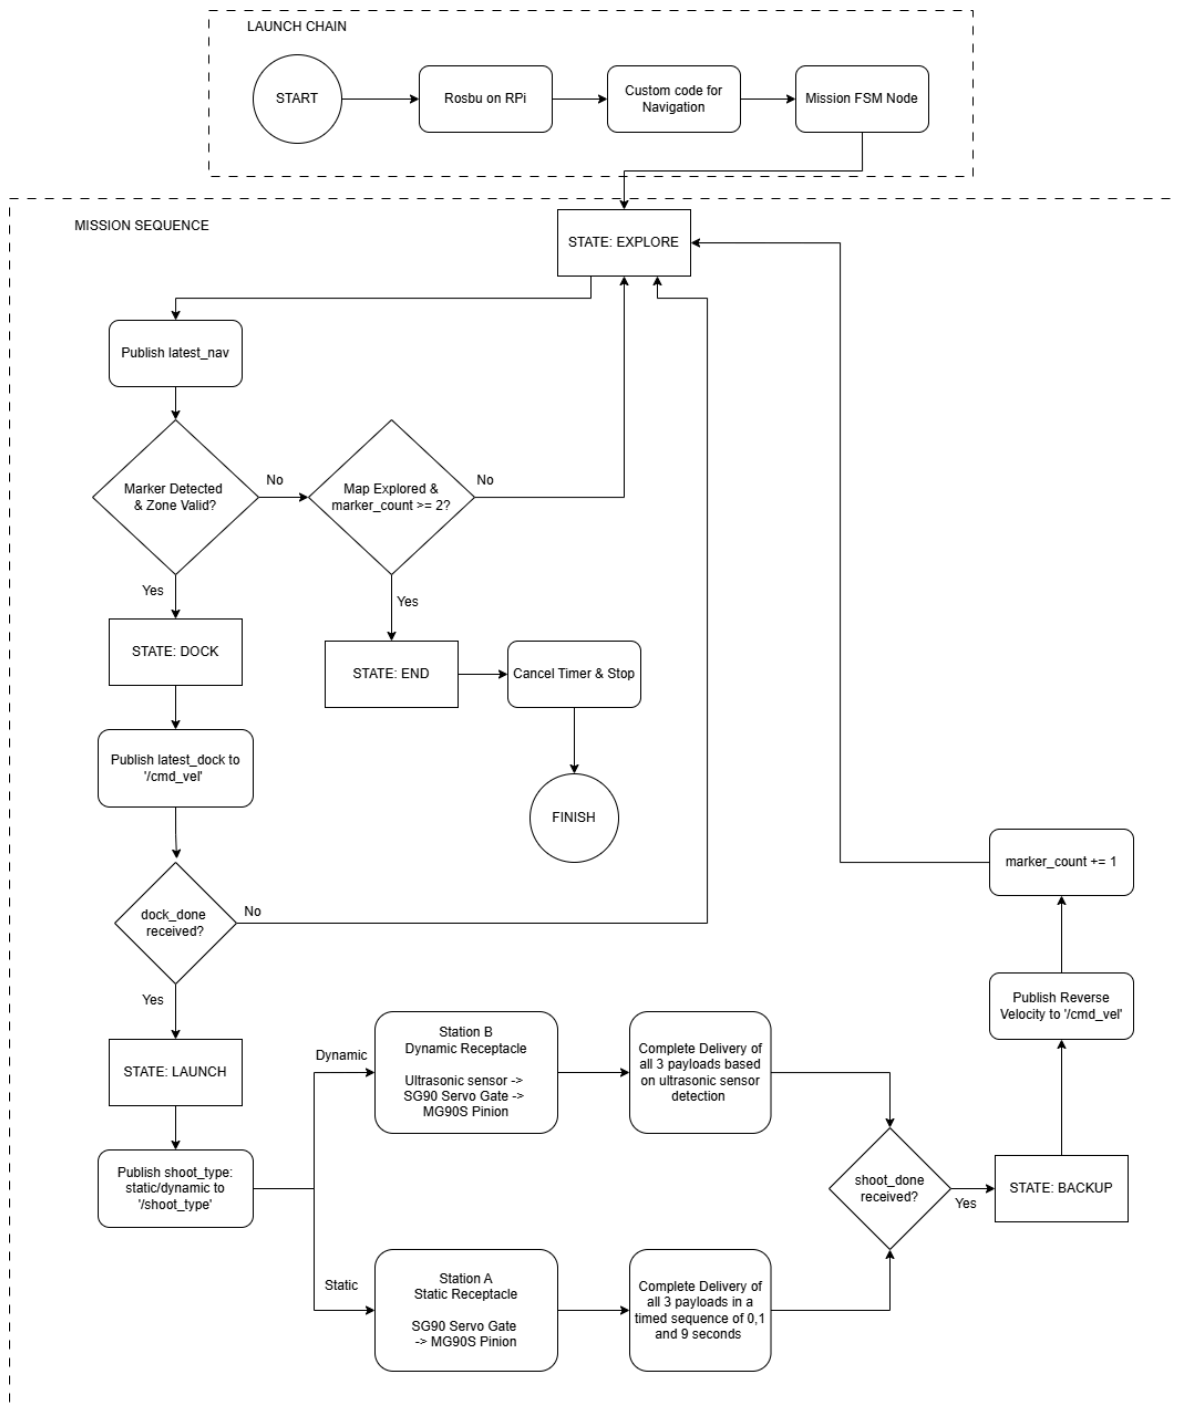 LAUNCH CHAIN
START
Rosbu on RPi
Custom code for
Navigation
Mission FSM Node
MISSION SEQUENCE
STATE: EXPLORE
Publish latest_nav
Marker Detected
& Zone Valid?
No
Map Explored &
marker_count >= 2?
No
Yes
Yes
STATE: DOCK
STATE: END
Cancel Timer & Stop
Publish latest_dock to
'/cmd_vel'
FINISH
dock_done
received?
No
Yes
STATE: LAUNCH
Publish shoot_type:
static/dynamic to
'/shoot_type'
Dynamic
Station B
Dynamic Receptacle
Ultrasonic sensor ->
SG90 Servo Gate ->
MG90S Pinion
Complete Delivery of
all 3 payloads based
on ultrasonic sensor
detection
Static
Station A
Static Receptacle
SG90 Servo Gate
-> MG90S Pinion
Complete Delivery of
all 3 payloads in a
timed sequence of 0,1
and 9 seconds
shoot_done
received?
Yes
STATE: BACKUP
Publish Reverse
Velocity to '/cmd_vel'
marker_count += 1